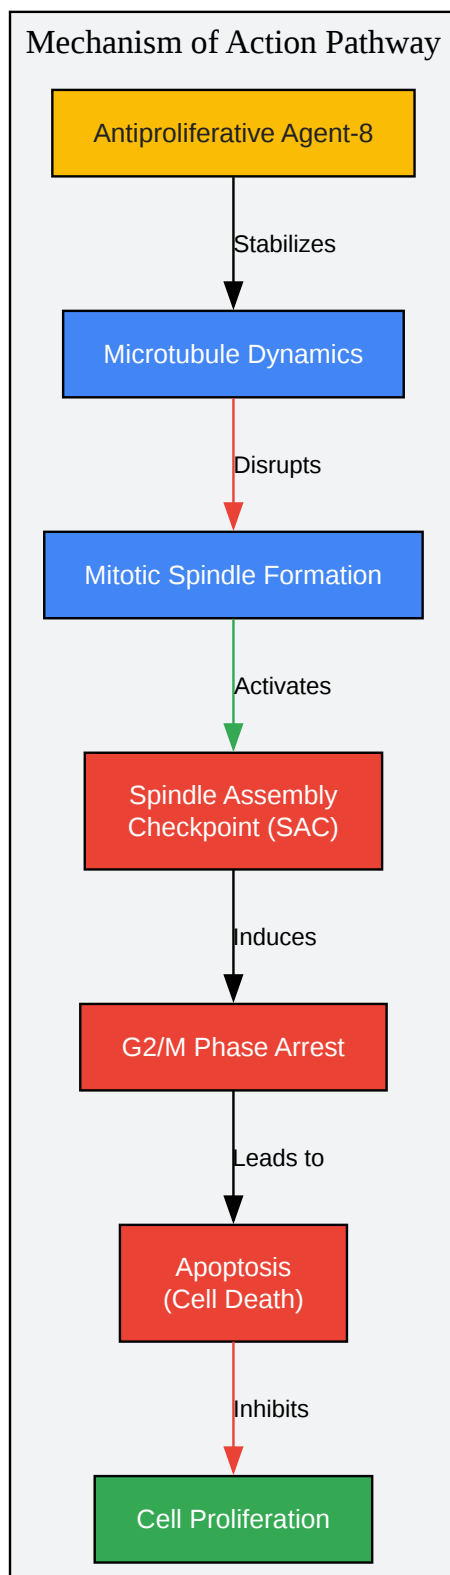 Mechanism of Action Pathway
Antiproliferative Agent-8
Stabilizes
Microtubule Dynamics
Disrupts
Mitotic Spindle Formation
Activates
Spindle Assembly
Checkpoint (SAC)
Induces
G2/M Phase Arrest
Leads to
Apoptosis
(Cell Death)
Inhibits
Cell Proliferation